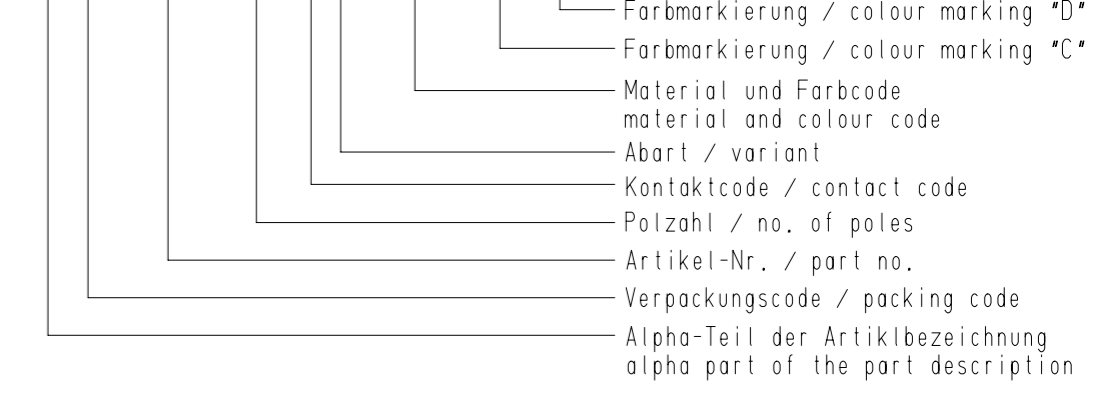 Farbmarkierung / colour marking "D"
Farbmarkierung / colour marking "C"
Material und Farbcode
material and colour code
Abart / variant
Kontaktcode / contact code
Polzahl / no. of poles
Artikel-Nr. / part no.
Verpackungscode / packing code
Alpha-Teil der Artiklbezeichnung
alpha part of the part description